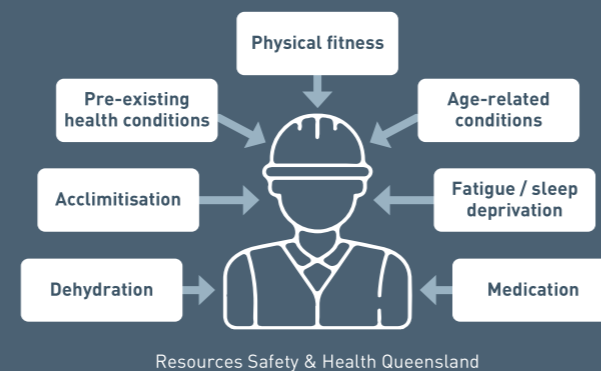 Physical fitness
Pre-existing
health conditions
Age-related
conditions
Acclimitisation
Fatigue / sleep
deprivation
Dehydration
Medication
Resources Safety & Health Queensland